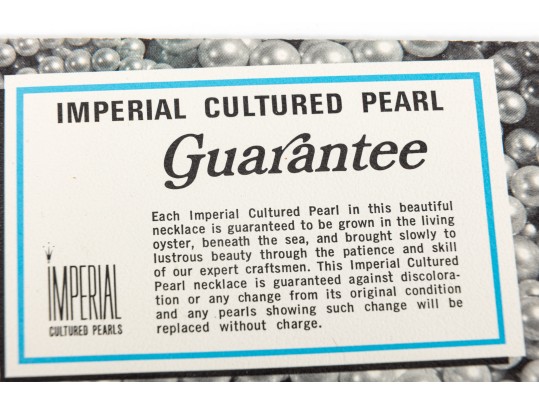 IMPERIAL CULTURED PEARL
Guarantee
Each Imperial Cultured Pearl in this beautiful
necklace is guaranteed to be grown in the living
oyster, beneath the sea, and brought slowly to
lustrous beauty through the patience and skill
of our expert craftsmen. This Imperial Cultured
Pearl necklace is guaranteed against discolora-
tion or any change from its original condition
and any pearls showing such change will be
replaced without charge.
IMPERIAL
CULTURED PEARLS